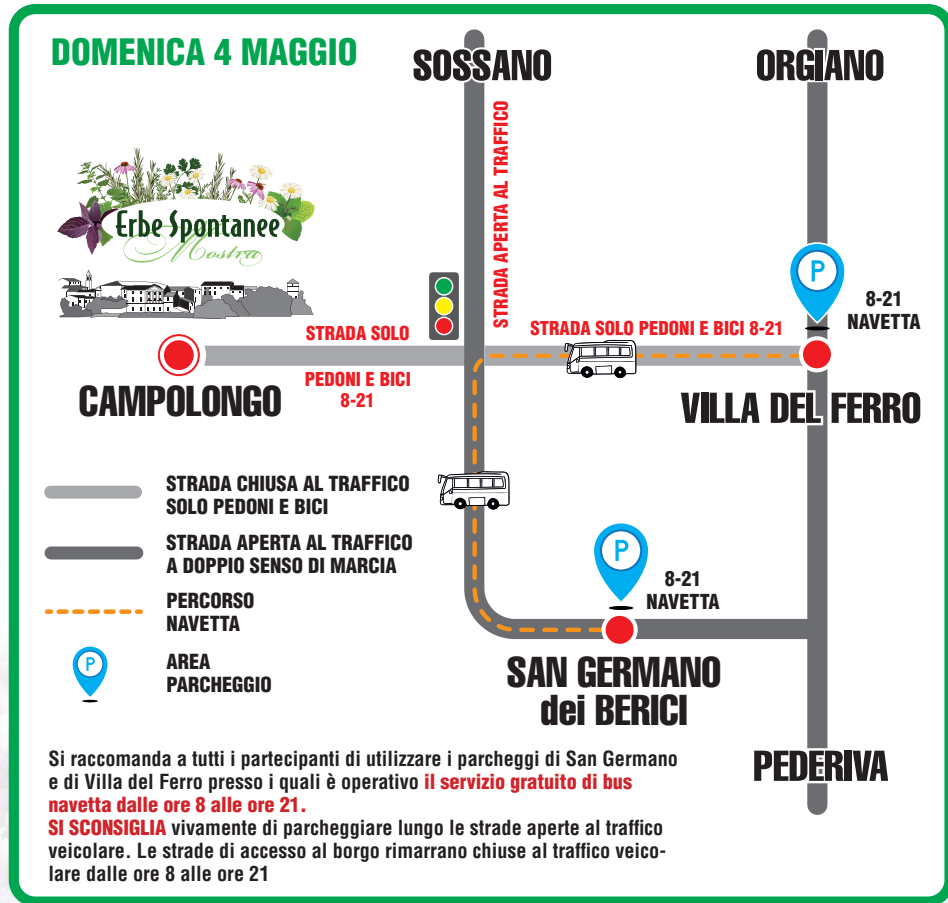 DOMENICA 4 MAGGIO
SOSSANO
ORGIANO
Erbe Spontanee
Mostra
STRADA APERTA AL TRAFFICO
P
8-21
NAVETTA
STRADA SOLO
PEDONI E BICI
8-21
STRADA SOLO PEDONI E BICI 8-21
CAMPOLONGO
VILLA DEL FERRO
STRADA CHIUSA AL TRAFFICO
SOLO PEDONI E BICI
STRADA APERTA AL TRAFFICO
A DOPPIO SENSO DI MARCIA
PERCORSO
NAVETTA
P
AREA
PARCHEGGIO
P
8-21
NAVETTA
SAN GERMANO
dei BERICI
PEDERIVA
Si raccomanda a tutti i partecipanti di utilizzare i parcheggi di San Germano
e di Villa del Ferro presso i quali è operativo il servizio gratuito di bus
navetta dalle ore 8 alle ore 21.
SI SCONSIGLIA vivamente di parcheggiare lungo le strade aperte al traffico
veicolare. Le strade di accesso al borgo rimarrano chiuse al traffico veico-
lare dalle ore 8 alle ore 21